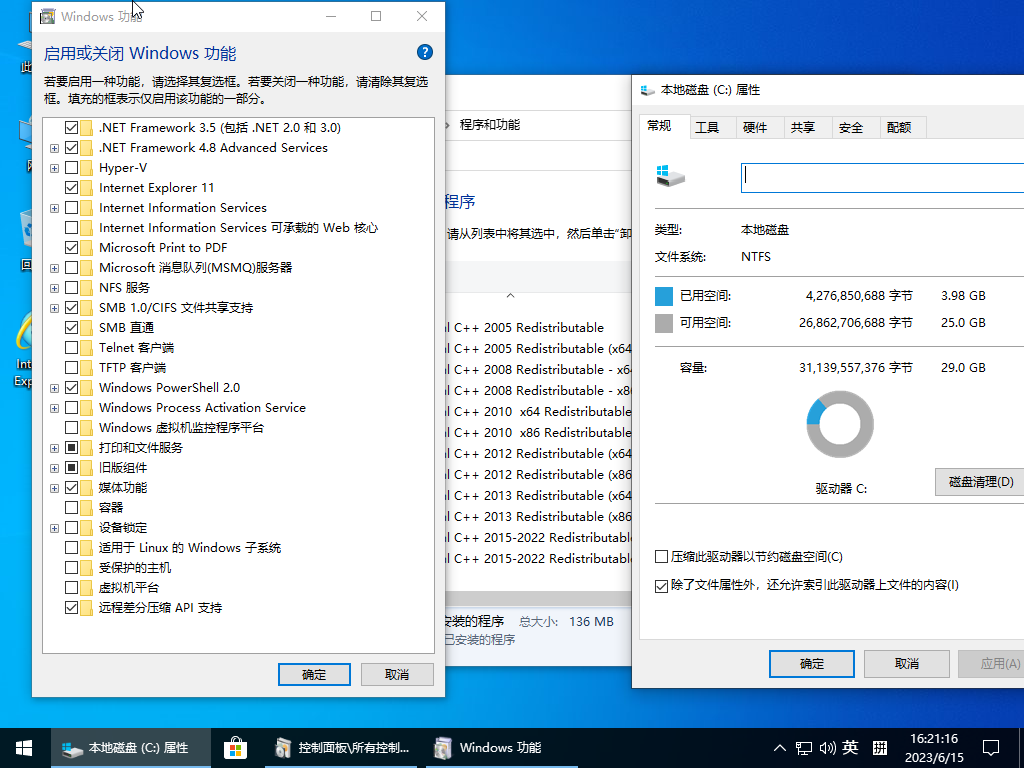 Windows 功能
启用或关闭 Windows 功能
若要启用一种功能，请选择其复选框。若要关闭一种功能，请清除其复选
框。填充的框表示仅启用该功能的一部分。
.NET Framework 3.5 (包括 .NET 2.0 和 3.0)
.NET Framework 4.8 Advanced Services
Hyper-V
Internet Explorer 11
Internet Information Services
Internet Information Services 可承载的 Web 核心
Microsoft Print to PDF
Microsoft 消息队列(MSMQ)服务器
NFS 服务
SMB 1.0/CIFS 文件共享支持
SMB 直通
Telnet 客户端
TFTP 客户端
Windows PowerShell 2.0
Windows Process Activation Service
Windows 虚拟机监控程序平台
打印和文件服务
旧版组件
媒体功能
容器
设备锁定
适用于 Linux 的 Windows 子系统
受保护的主机
虚拟机平台
远程差分压缩 API 支持
确定 取消
此
回
Int
Exp
程序和功能
程序
请从列表中将其选中，然后单击"卸
l C++ 2005 Redistributable
l C++ 2005 Redistributable (x64
l C++ 2008 Redistributable - x64
l C++ 2008 Redistributable - x86
l C++ 2010 x64 Redistributable
l C++ 2010 x86 Redistributable
l C++ 2012 Redistributable (x64
l C++ 2012 Redistributable (x86
l C++ 2013 Redistributable (x64
l C++ 2013 Redistributable (x86
l C++ 2015-2022 Redistributable
l C++ 2015-2022 Redistributable
安装的程序 总大小: 136 MB
已安装的程序
本地磁盘 (C:) 属性
常规 工具 硬件 共享 安全 配额
类型: 本地磁盘
文件系统: NTFS
已用空间: 4,276,850,688 字节 3.98 GB
可用空间: 26,862,706,688 字节 25.0 GB
容量: 31,139,557,376 字节 29.0 GB
驱动器 C: 磁盘清理(D)
压缩此驱动器以节约磁盘空间(C)
除了文件属性外，还允许索引此驱动器上文件的内容(I)
确定 取消 应用(A)
本地磁盘 (C:) 属性 控制面板\所有控制... Windows 功能 英 拼 16:21:16
2023/6/15